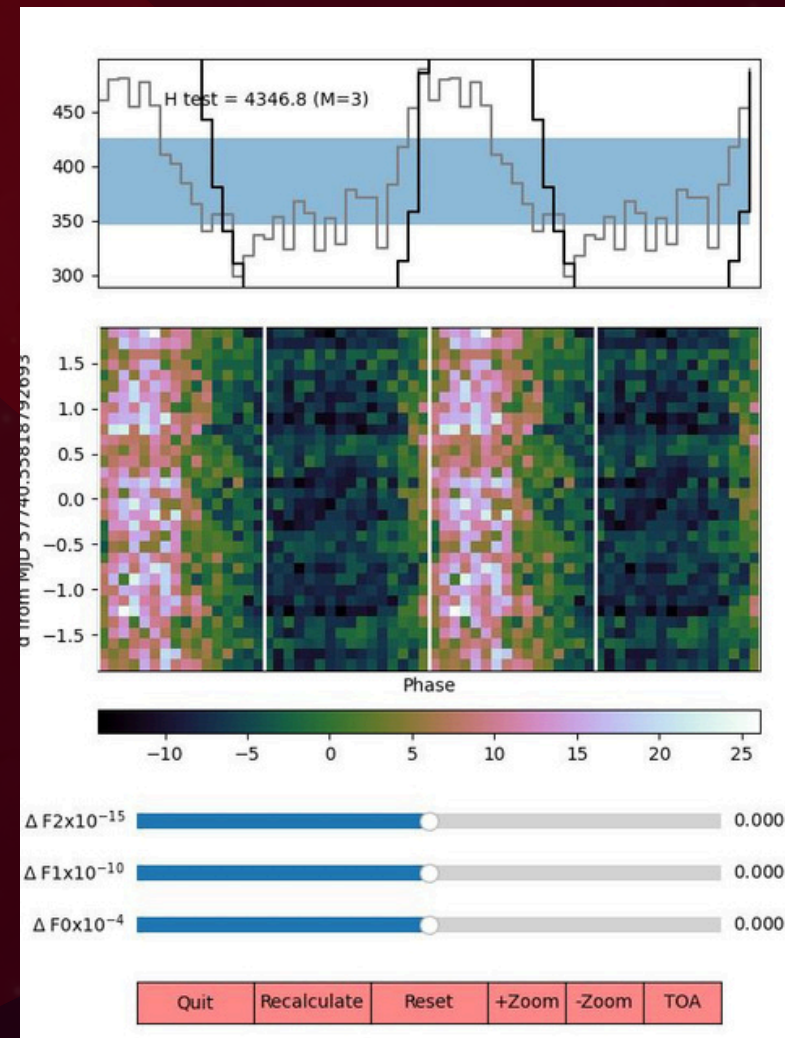 H test = 4346.8 (M=3)
450
400
350
300
1.5
1.0
0.5
0.0
−0.5
−1.0
−1.5
Phase
−10 −5 0 5 10 15 20 25
Δ F2x10⁻¹⁵ 0.000
Δ F1x10⁻¹⁰ 0.000
Δ F0x10⁻⁴ 0.000
Quit Recalculate Reset +Zoom -Zoom TOA